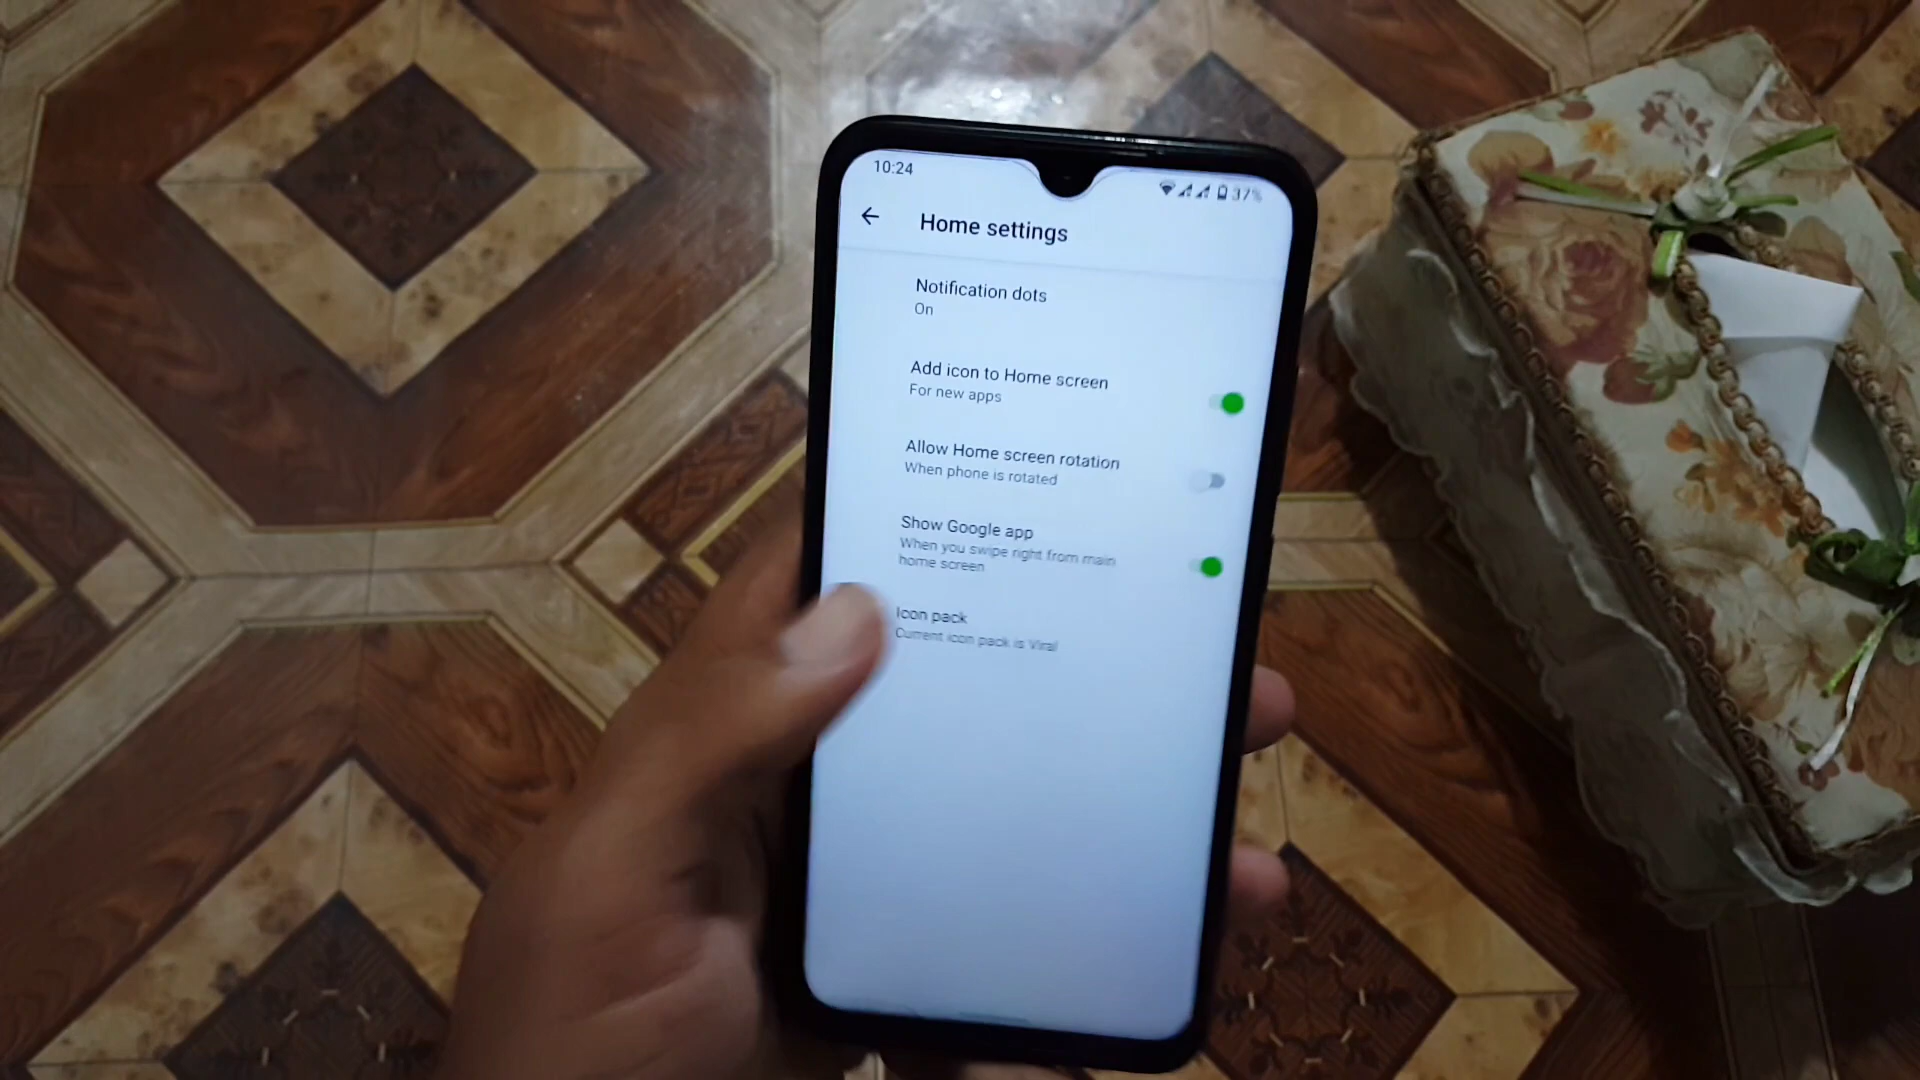 10:24
37%
Home settings
Notification dots
On
Add icon to Home screen
For new apps
Allow Home screen rotation
When phone is rotated
Show Google app
When you swipe right from main
home screen
Icon pack
Current icon pack is Viral